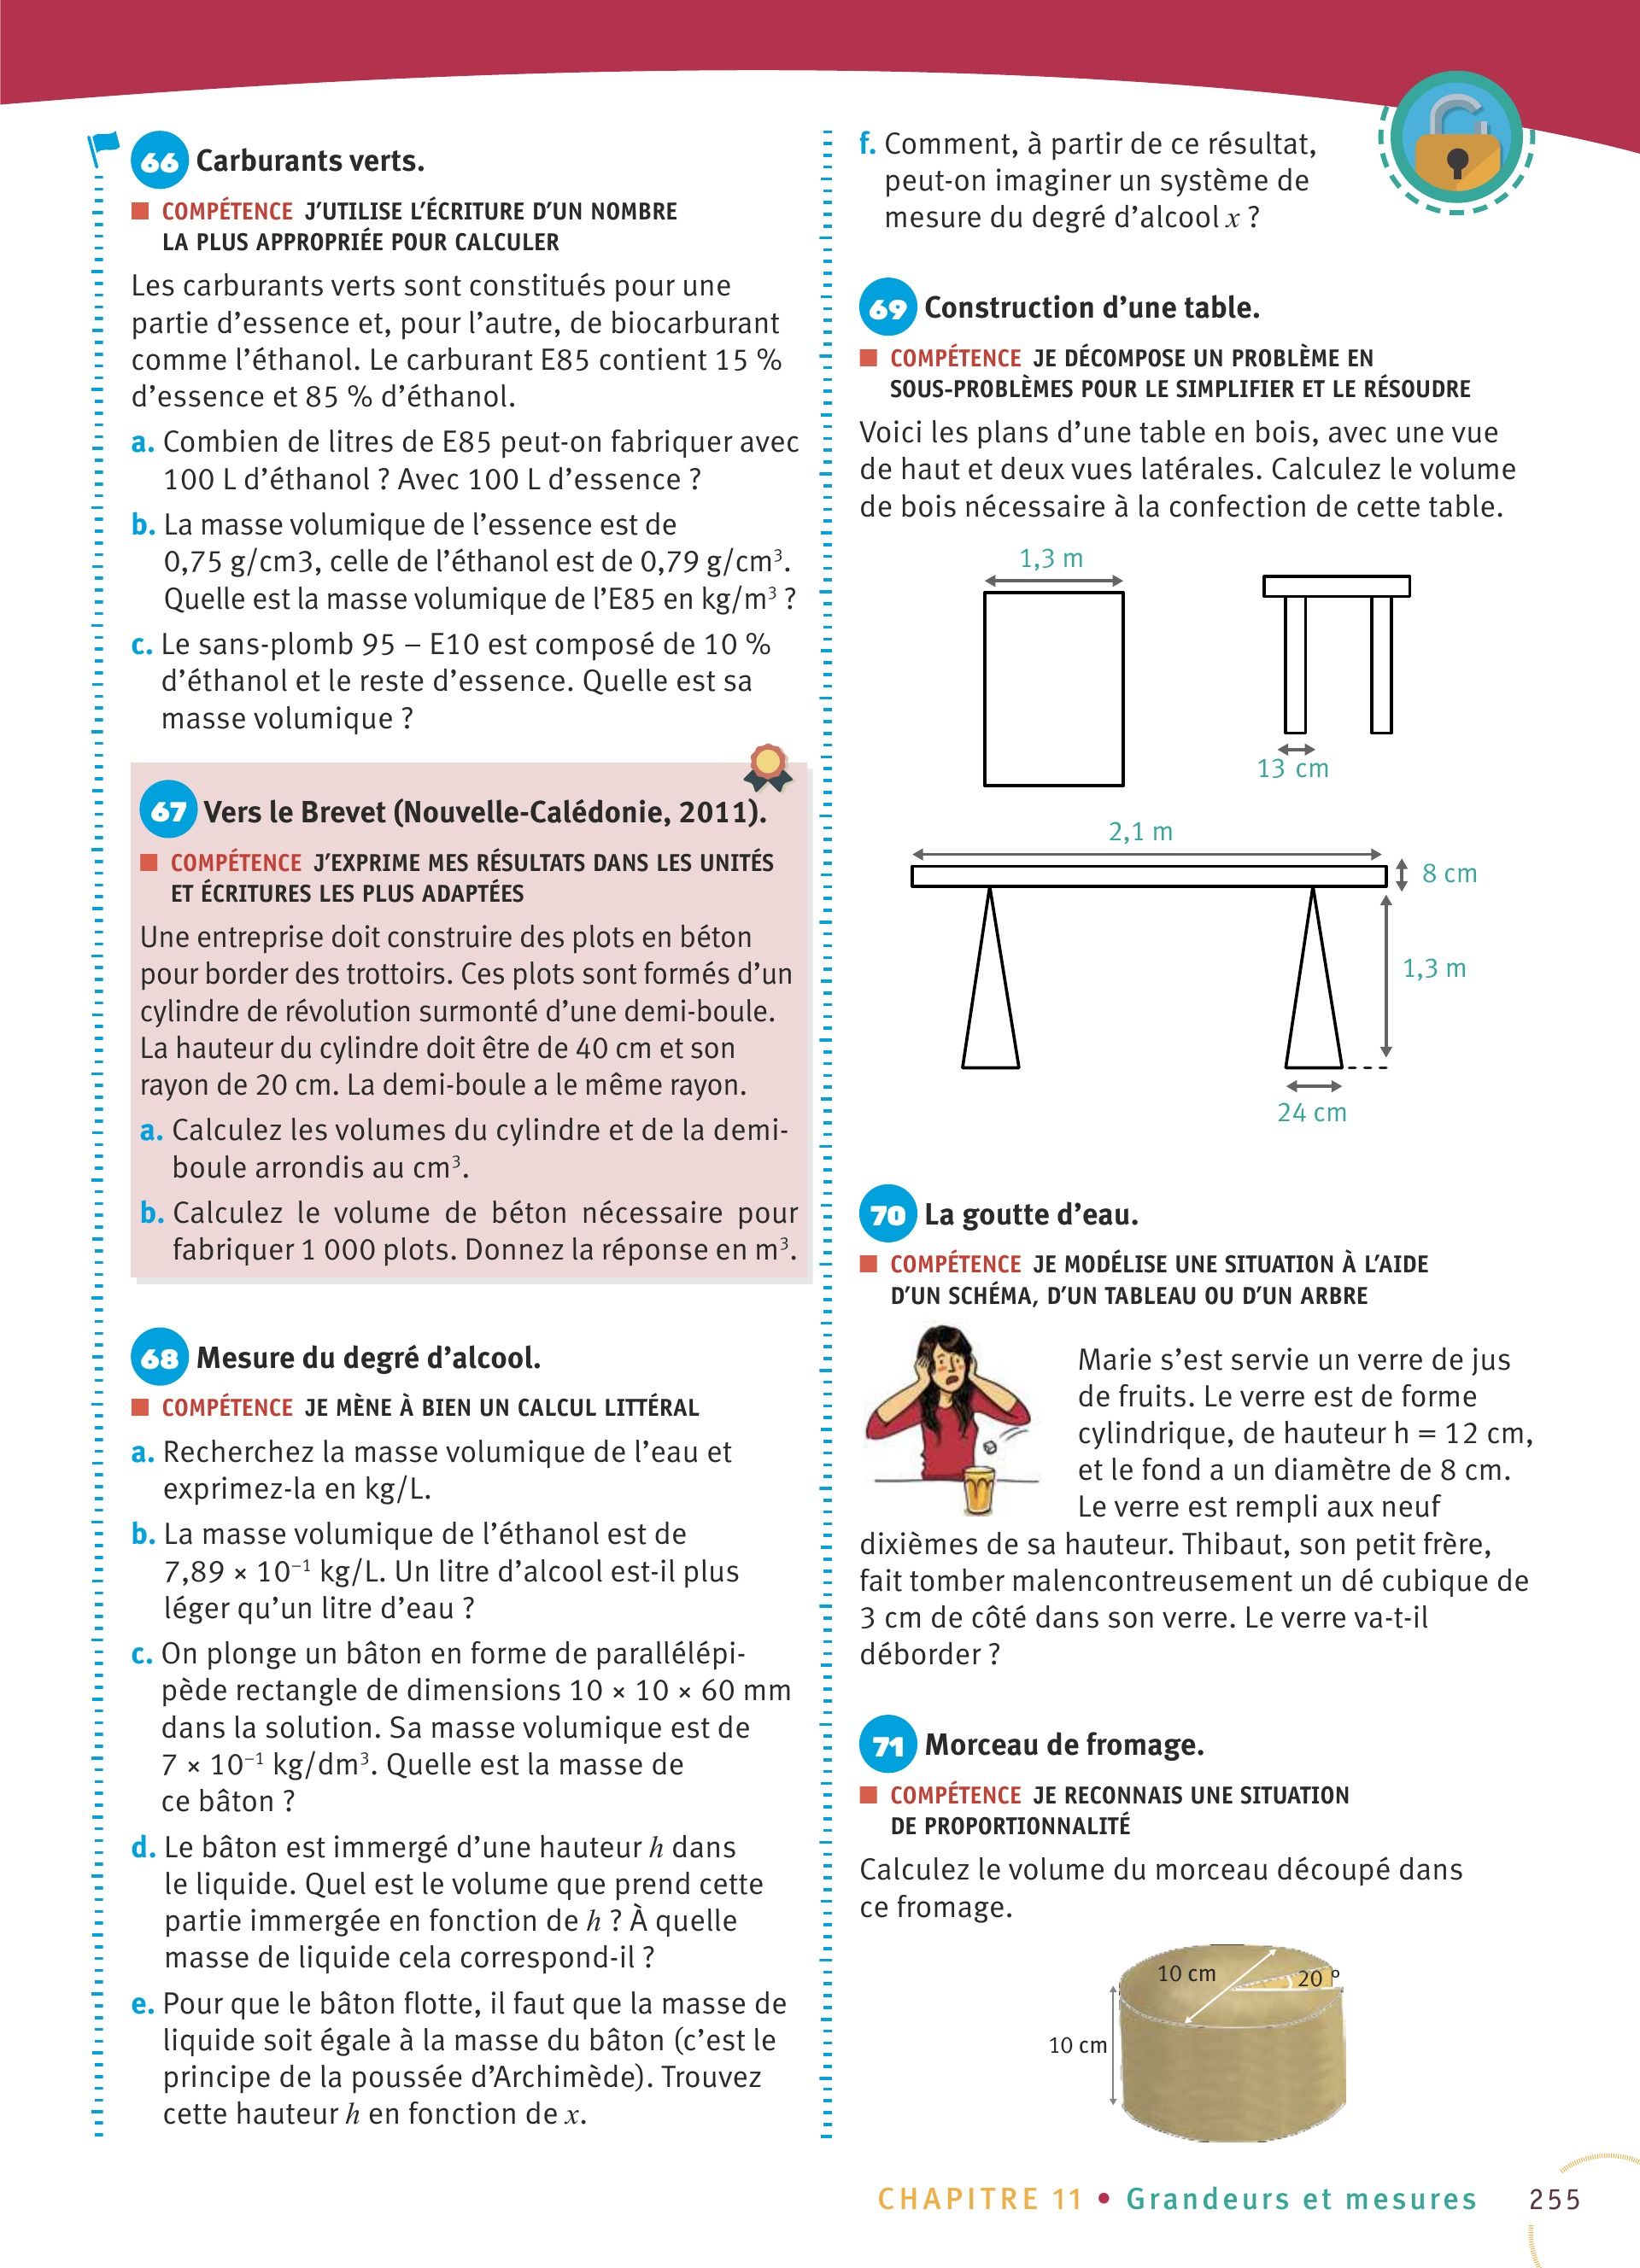 66 Carburants verts.
COMPÉTENCE J'UTILISE L'ÉCRITURE D'UN NOMBRE
LA PLUS APPROPRIÉE POUR CALCULER
Les carburants verts sont constitués pour une
partie d'essence et, pour l'autre, de biocarburant
comme l'éthanol. Le carburant E85 contient 15 %
d'essence et 85 % d'éthanol.
a. Combien de litres de E85 peut-on fabriquer avec
100 L d'éthanol ? Avec 100 L d'essence ?
b. La masse volumique de l'essence est de
0,75 g/cm3, celle de l'éthanol est de 0,79 g/cm³.
Quelle est la masse volumique de l'E85 en kg/m³ ?
c. Le sans-plomb 95 – E10 est composé de 10 %
d'éthanol et le reste d'essence. Quelle est sa
masse volumique ?
67 Vers le Brevet (Nouvelle-Calédonie, 2011).
COMPÉTENCE J'EXPRIME MES RÉSULTATS DANS LES UNITÉS
ET ÉCRITURES LES PLUS ADAPTÉES
Une entreprise doit construire des plots en béton
pour border des trottoirs. Ces plots sont formés d'un
cylindre de révolution surmonté d'une demi-boule.
La hauteur du cylindre doit être de 40 cm et son
rayon de 20 cm. La demi-boule a le même rayon.
a. Calculez les volumes du cylindre et de la demi-
boule arrondis au cm³.
b. Calculez le volume de béton nécessaire pour
fabriquer 1 000 plots. Donnez la réponse en m³.
68 Mesure du degré d'alcool.
COMPÉTENCE JE MÈNE À BIEN UN CALCUL LITTÉRAL
a. Recherchez la masse volumique de l'eau et
exprimez-la en kg/L.
b. La masse volumique de l'éthanol est de
7,89 × 10⁻¹ kg/L. Un litre d'alcool est-il plus
léger qu'un litre d'eau ?
c. On plonge un bâton en forme de parallélépi-
pède rectangle de dimensions 10 × 10 × 60 mm
dans la solution. Sa masse volumique est de
7 × 10⁻¹ kg/dm³. Quelle est la masse de
ce bâton ?
d. Le bâton est immergé d'une hauteur h dans
le liquide. Quel est le volume que prend cette
partie immergée en fonction de h ? À quelle
masse de liquide cela correspond-il ?
e. Pour que le bâton flotte, il faut que la masse de
liquide soit égale à la masse du bâton (c'est le
principe de la poussée d'Archimède). Trouvez
cette hauteur h en fonction de x.
f. Comment, à partir de ce résultat,
peut-on imaginer un système de
mesure du degré d'alcool x ?
69 Construction d'une table.
COMPÉTENCE JE DÉCOMPOSE UN PROBLÈME EN
SOUS-PROBLÈMES POUR LE SIMPLIFIER ET LE RÉSOUDRE
Voici les plans d'une table en bois, avec une vue
de haut et deux vues latérales. Calculez le volume
de bois nécessaire à la confection de cette table.
1,3 m
13 cm
2,1 m
8 cm
1,3 m
24 cm
70 La goutte d'eau.
COMPÉTENCE JE MODÉLISE UNE SITUATION À L'AIDE
D'UN SCHÉMA, D'UN TABLEAU OU D'UN ARBRE
Marie s'est servie un verre de jus
de fruits. Le verre est de forme
cylindrique, de hauteur h = 12 cm,
et le fond a un diamètre de 8 cm.
Le verre est rempli aux neuf
dixièmes de sa hauteur. Thibaut, son petit frère,
fait tomber malencontreusement un dé cubique de
3 cm de côté dans son verre. Le verre va-t-il
déborder ?
71 Morceau de fromage.
COMPÉTENCE JE RECONNAIS UNE SITUATION
DE PROPORTIONNALITÉ
Calculez le volume du morceau découpé dans
ce fromage.
10 cm
20 °
10 cm
CHAPITRE 11 • Grandeurs et mesures 255